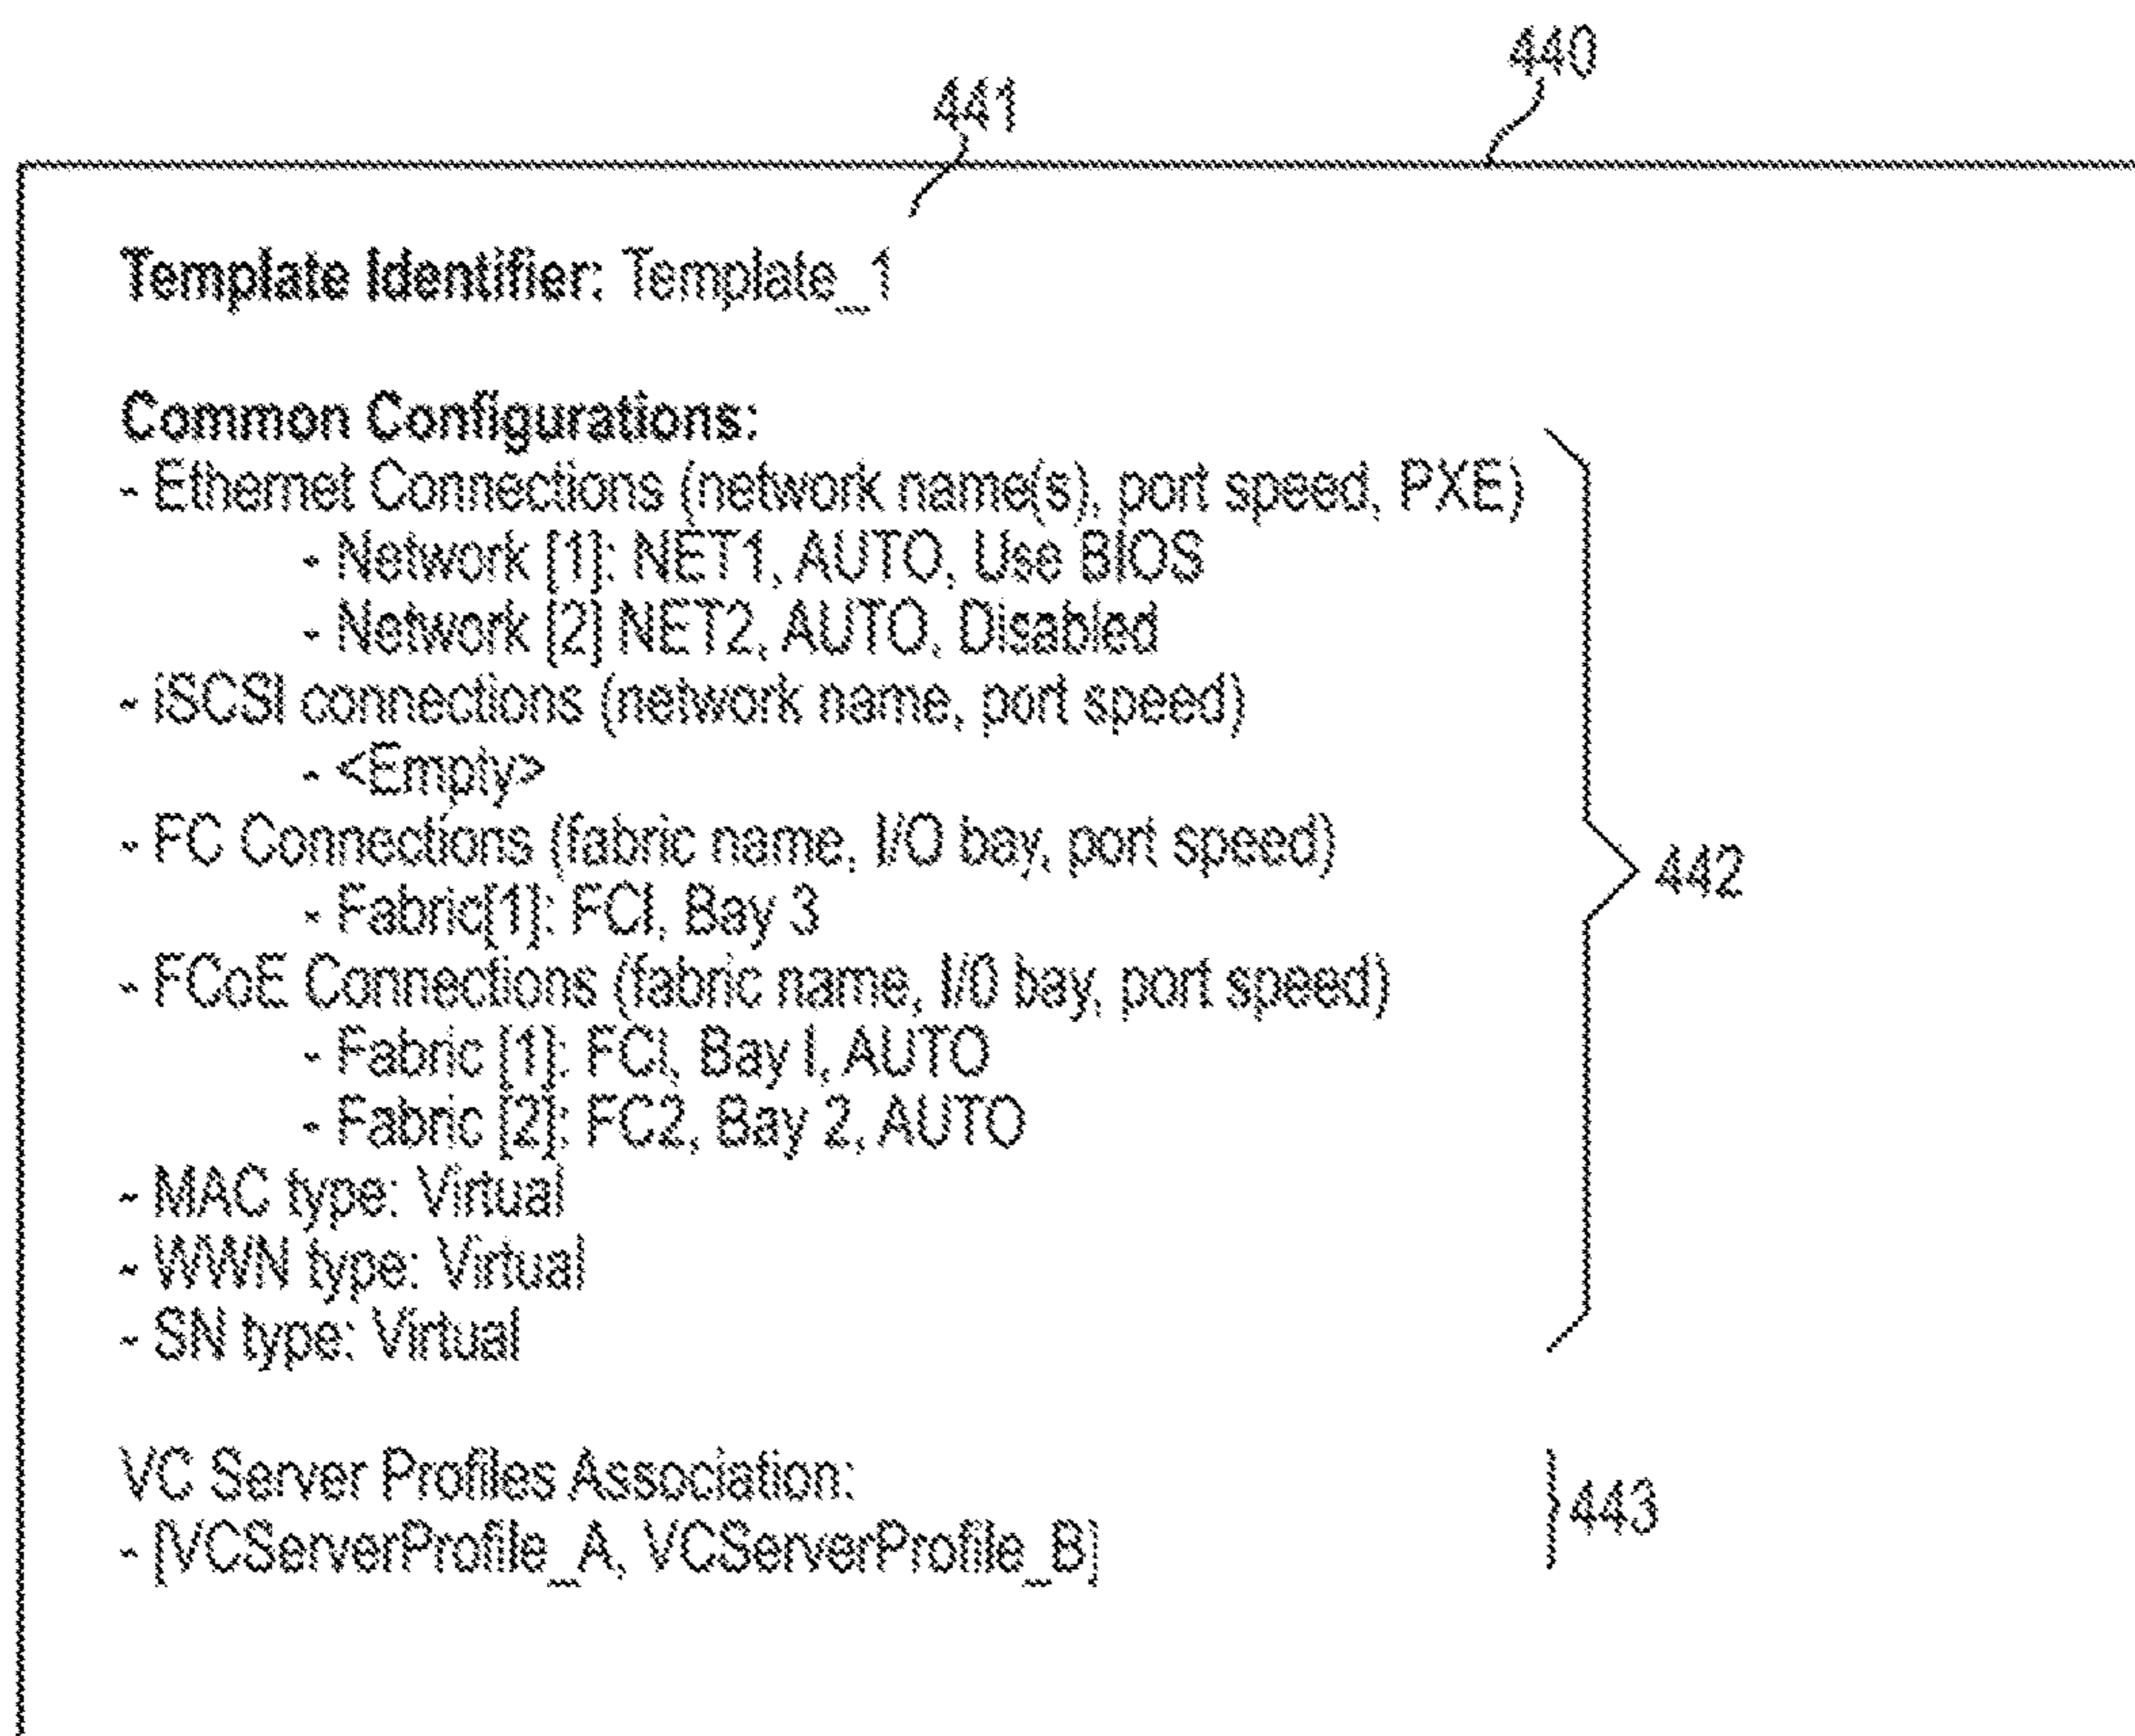 440
441
Template Identifier: Template_1
Common Configurations:
- Ethernet Connections (network name(s), port speed, PXE)
- Network [1]: NET1, AUTO, Use BIOS
- Network [2] NET2, AUTO, Disabled
- iSCSI connections (network name, port speed)
- <Empty>
- FC Connections (fabric name, I/O bay, port speed)
- Fabric[1]: FCI, Bay 3
- FCoE Connections (fabric name, I/0 bay, port speed)
- Fabric [1]: FCI, Bay I, AUTO
- Fabric [2]: FC2, Bay 2, AUTO
442
- MAC type: Virtual
- WWN type: Virtual
- SN type: Virtual
VC Server Profiles Association:
- [VCServerProfile_A, VCServerProfile_B]
443